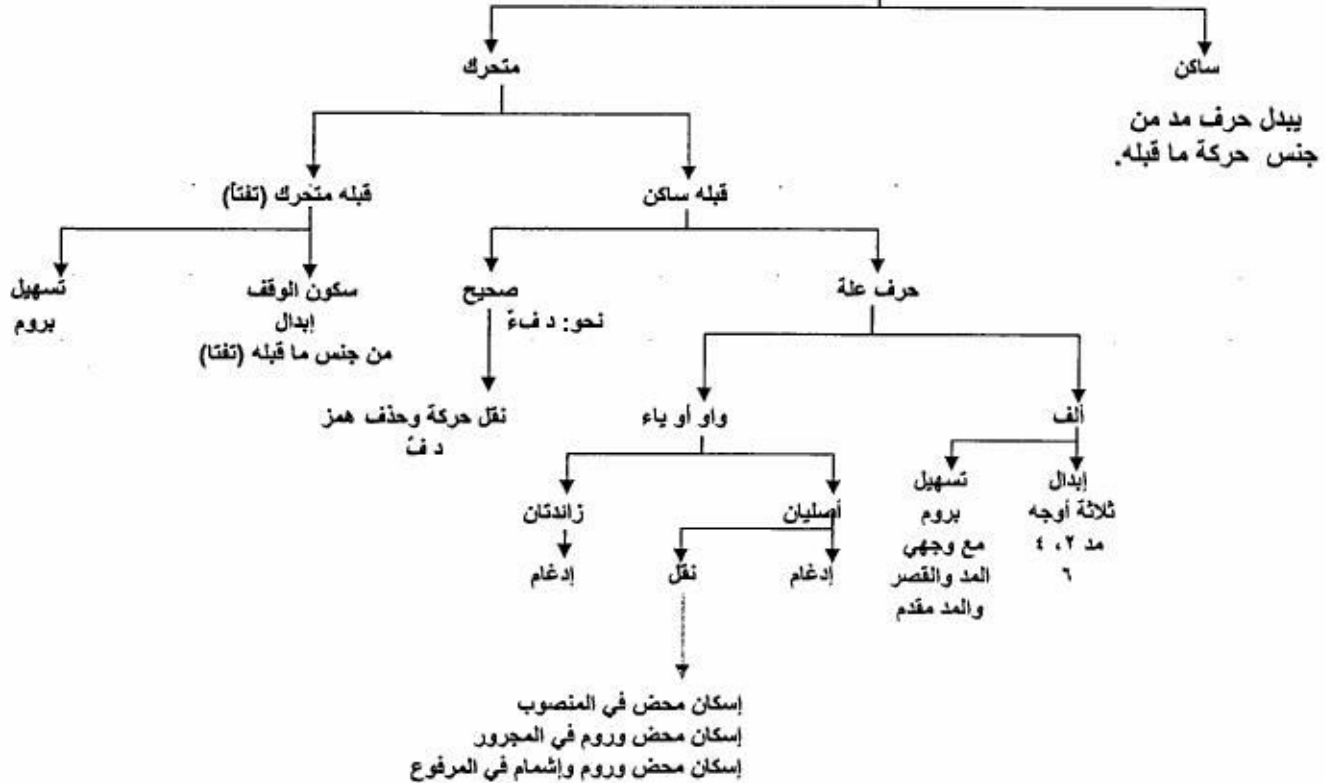 ساكن
يبدل حرف مد من
جنس حركة ما قبله.
متحرك
قبله ساكن
قبله متحرك (تفتأ)
حرف علة
صحيح
نحو: د فءٌ
سكون الوقف
إبدال
من جنس ما قبله (تفتا)
تسهيل
بروم
ألف
واو أو ياء
نقل حركة وحذف همز
د فٌ
إبدال
ثلاثة أوجه
مد ٢، ٤
٦
تسهيل
بروم
مع وجهي
المد والقصر
والمد مقدم
أصليان
زائدتان
إدغام
نقل
إدغام
إسكان محض في المنصوب
إسكان محض وروم في المجرور
إسكان محض وروم وإشمام في المرفوع